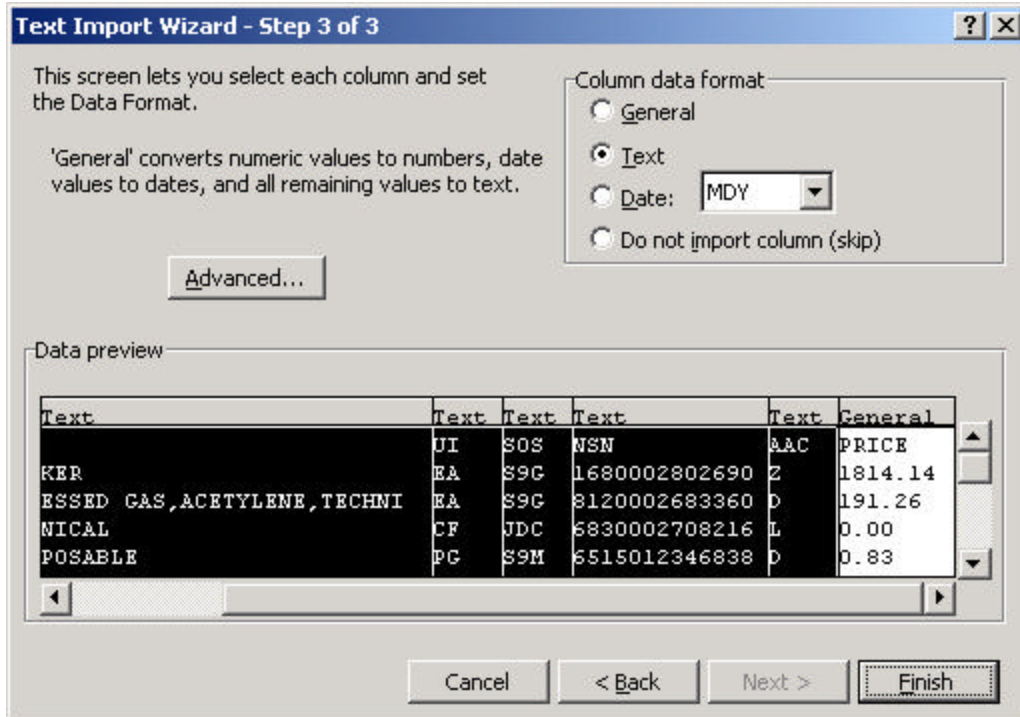 Text Import Wizard - Step 3 of 3
This screen lets you select each column and set
the Data Format.
'General' converts numeric values to numbers, date
values to dates, and all remaining values to text.
Advanced...
Column data format
General
Text
Date: MDY
Do not import column (skip)
Data preview
Text Text Text Text Text General
UI SOS NSN AAC PRICE
KER EA S9G 1680002802690 Z 1814.14
ESSED GAS,ACETYLENE,TECHNI EA S9G 8120002683360 D 191.26
NICAL CF JDC 6830002708216 L 0.00
POSABLE PG S9M 6515012346838 D 0.83
Cancel < Back Next > Finish